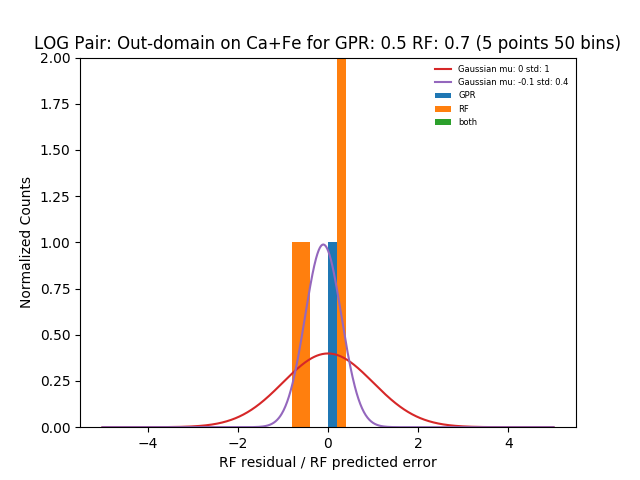 LOG Pair: Out-domain on Ca+Fe for GPR: 0.5 RF: 0.7 (5 points 50 bins)
Gaussian mu: 0 std: 1
Gaussian mu: -0.1 std: 0.4
GPR
RF
both
Normalized Counts
2.00
1.75
1.50
1.25
1.00
0.75
0.50
0.25
0.00
−4
−2
0
2
4
RF residual / RF predicted error